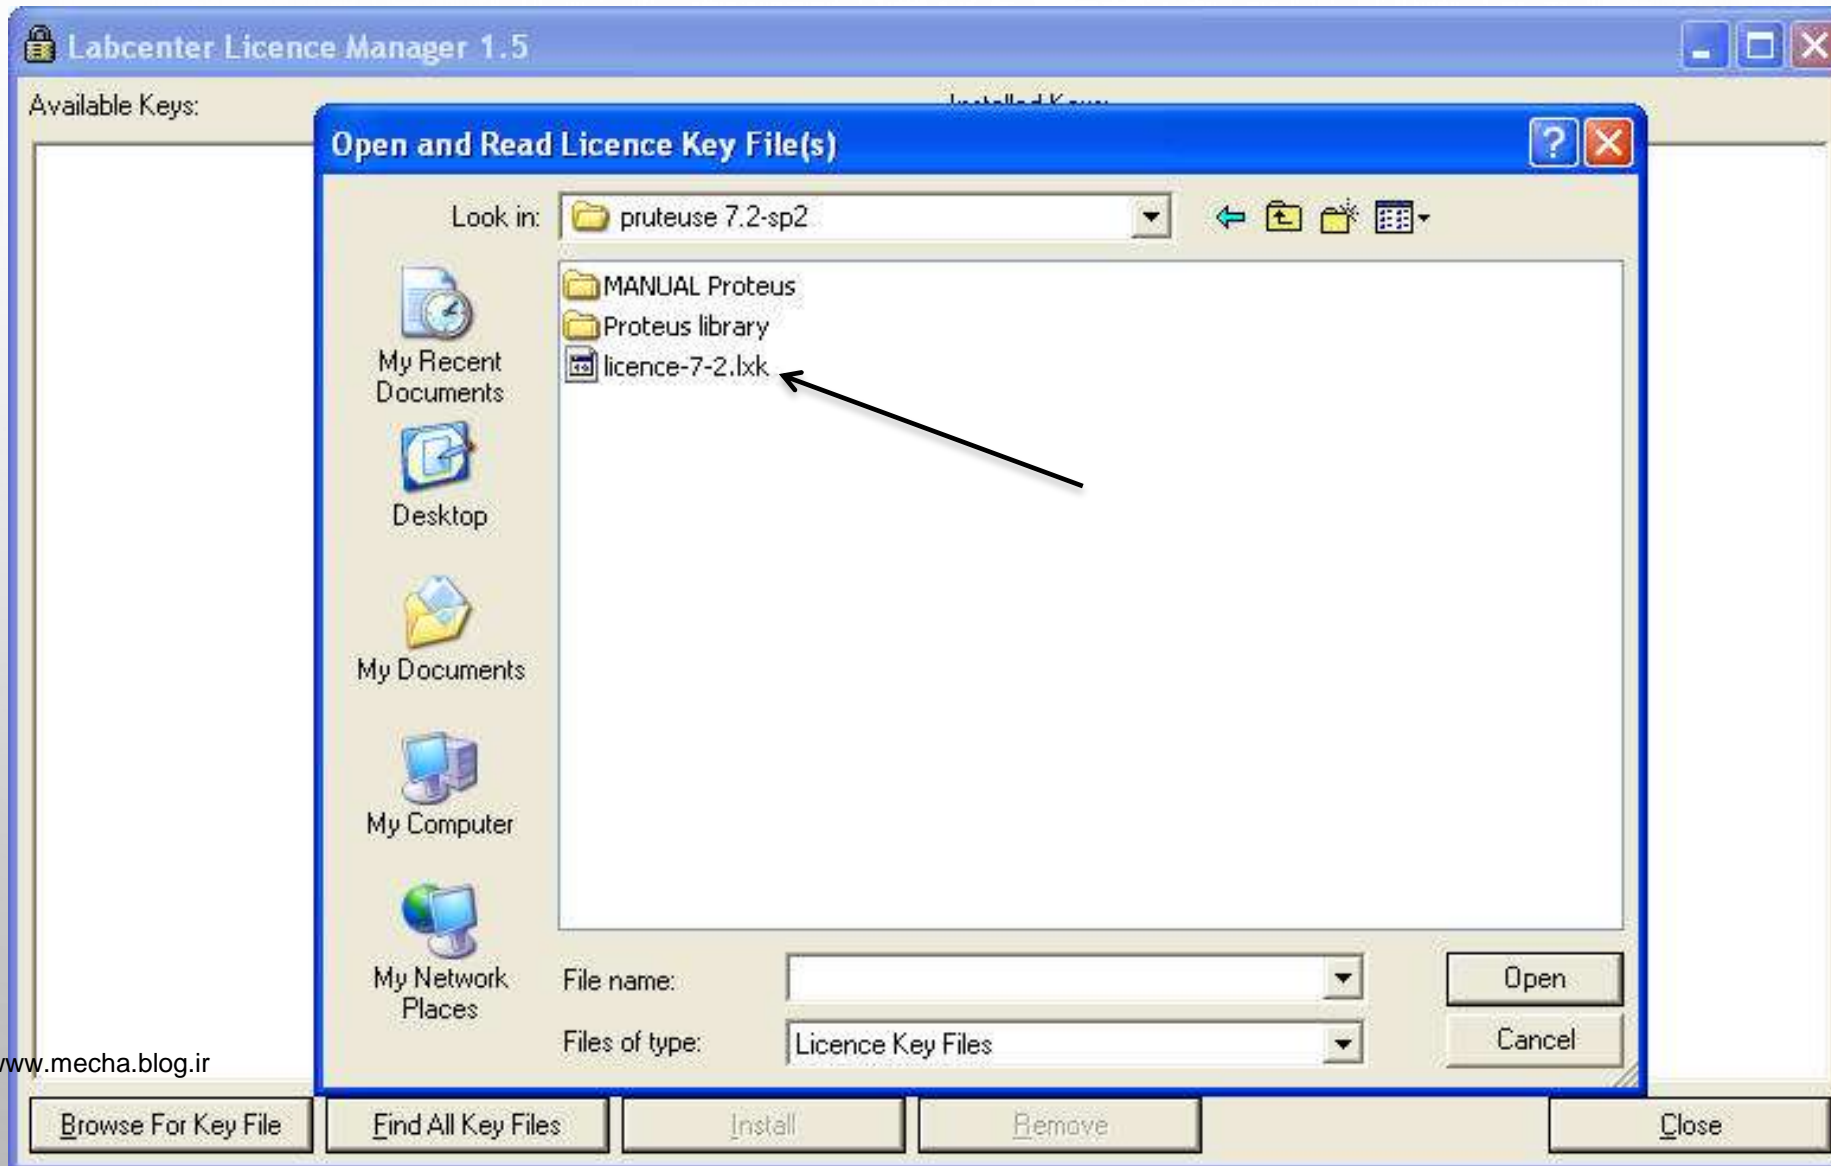 Labcenter Licence Manager 1.5
Available Keys:
Installed Keys:
Open and Read Licence Key File(s)
Look in:
pruteuse 7.2-sp2
MANUAL Proteus
Proteus library
licence-7-2.lxk
My Recent
Documents
Desktop
My Documents
My Computer
My Network
Places
File name:
Open
Files of type:
Licence Key Files
Cancel
www.mecha.blog.ir
Browse For Key File
Find All Key Files
Install
Remove
Close